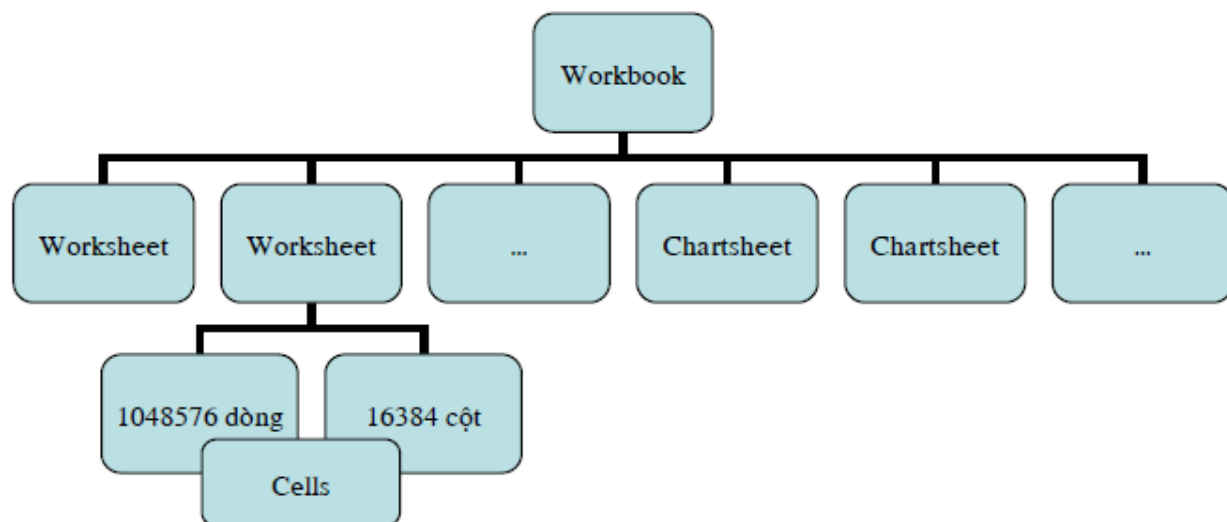 Workbook
Worksheet
Worksheet
...
Chartsheet
Chartsheet
...
1048576 dòng
16384 cột
Cells